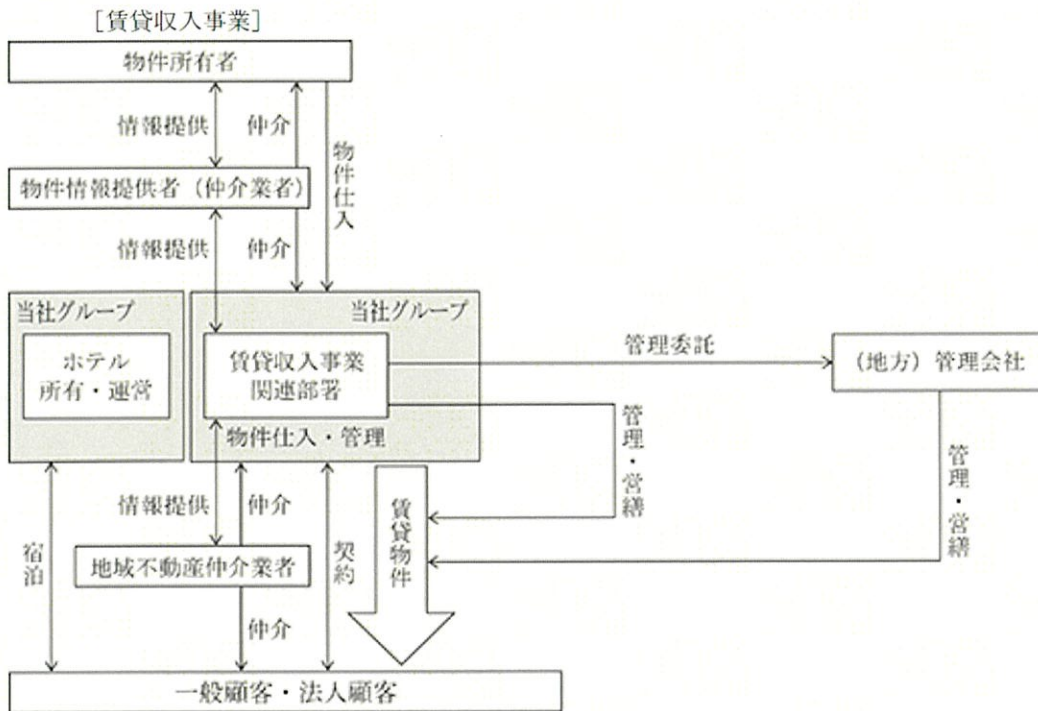 [賃貸収入事業]
物件所有者
情報提供
仲介
物件仕入
物件情報提供者（仲介業者）
情報提供
仲介
当社グループ
当社グループ
ホテル
所有・運営
賃貸収入事業
関連部署
管理委託
（地方）管理会社
物件仕入・管理
管理・営繕
管理・営繕
情報提供
仲介
宿泊
契約
賃貸物件
地域不動産仲介業者
仲介
一般顧客・法人顧客